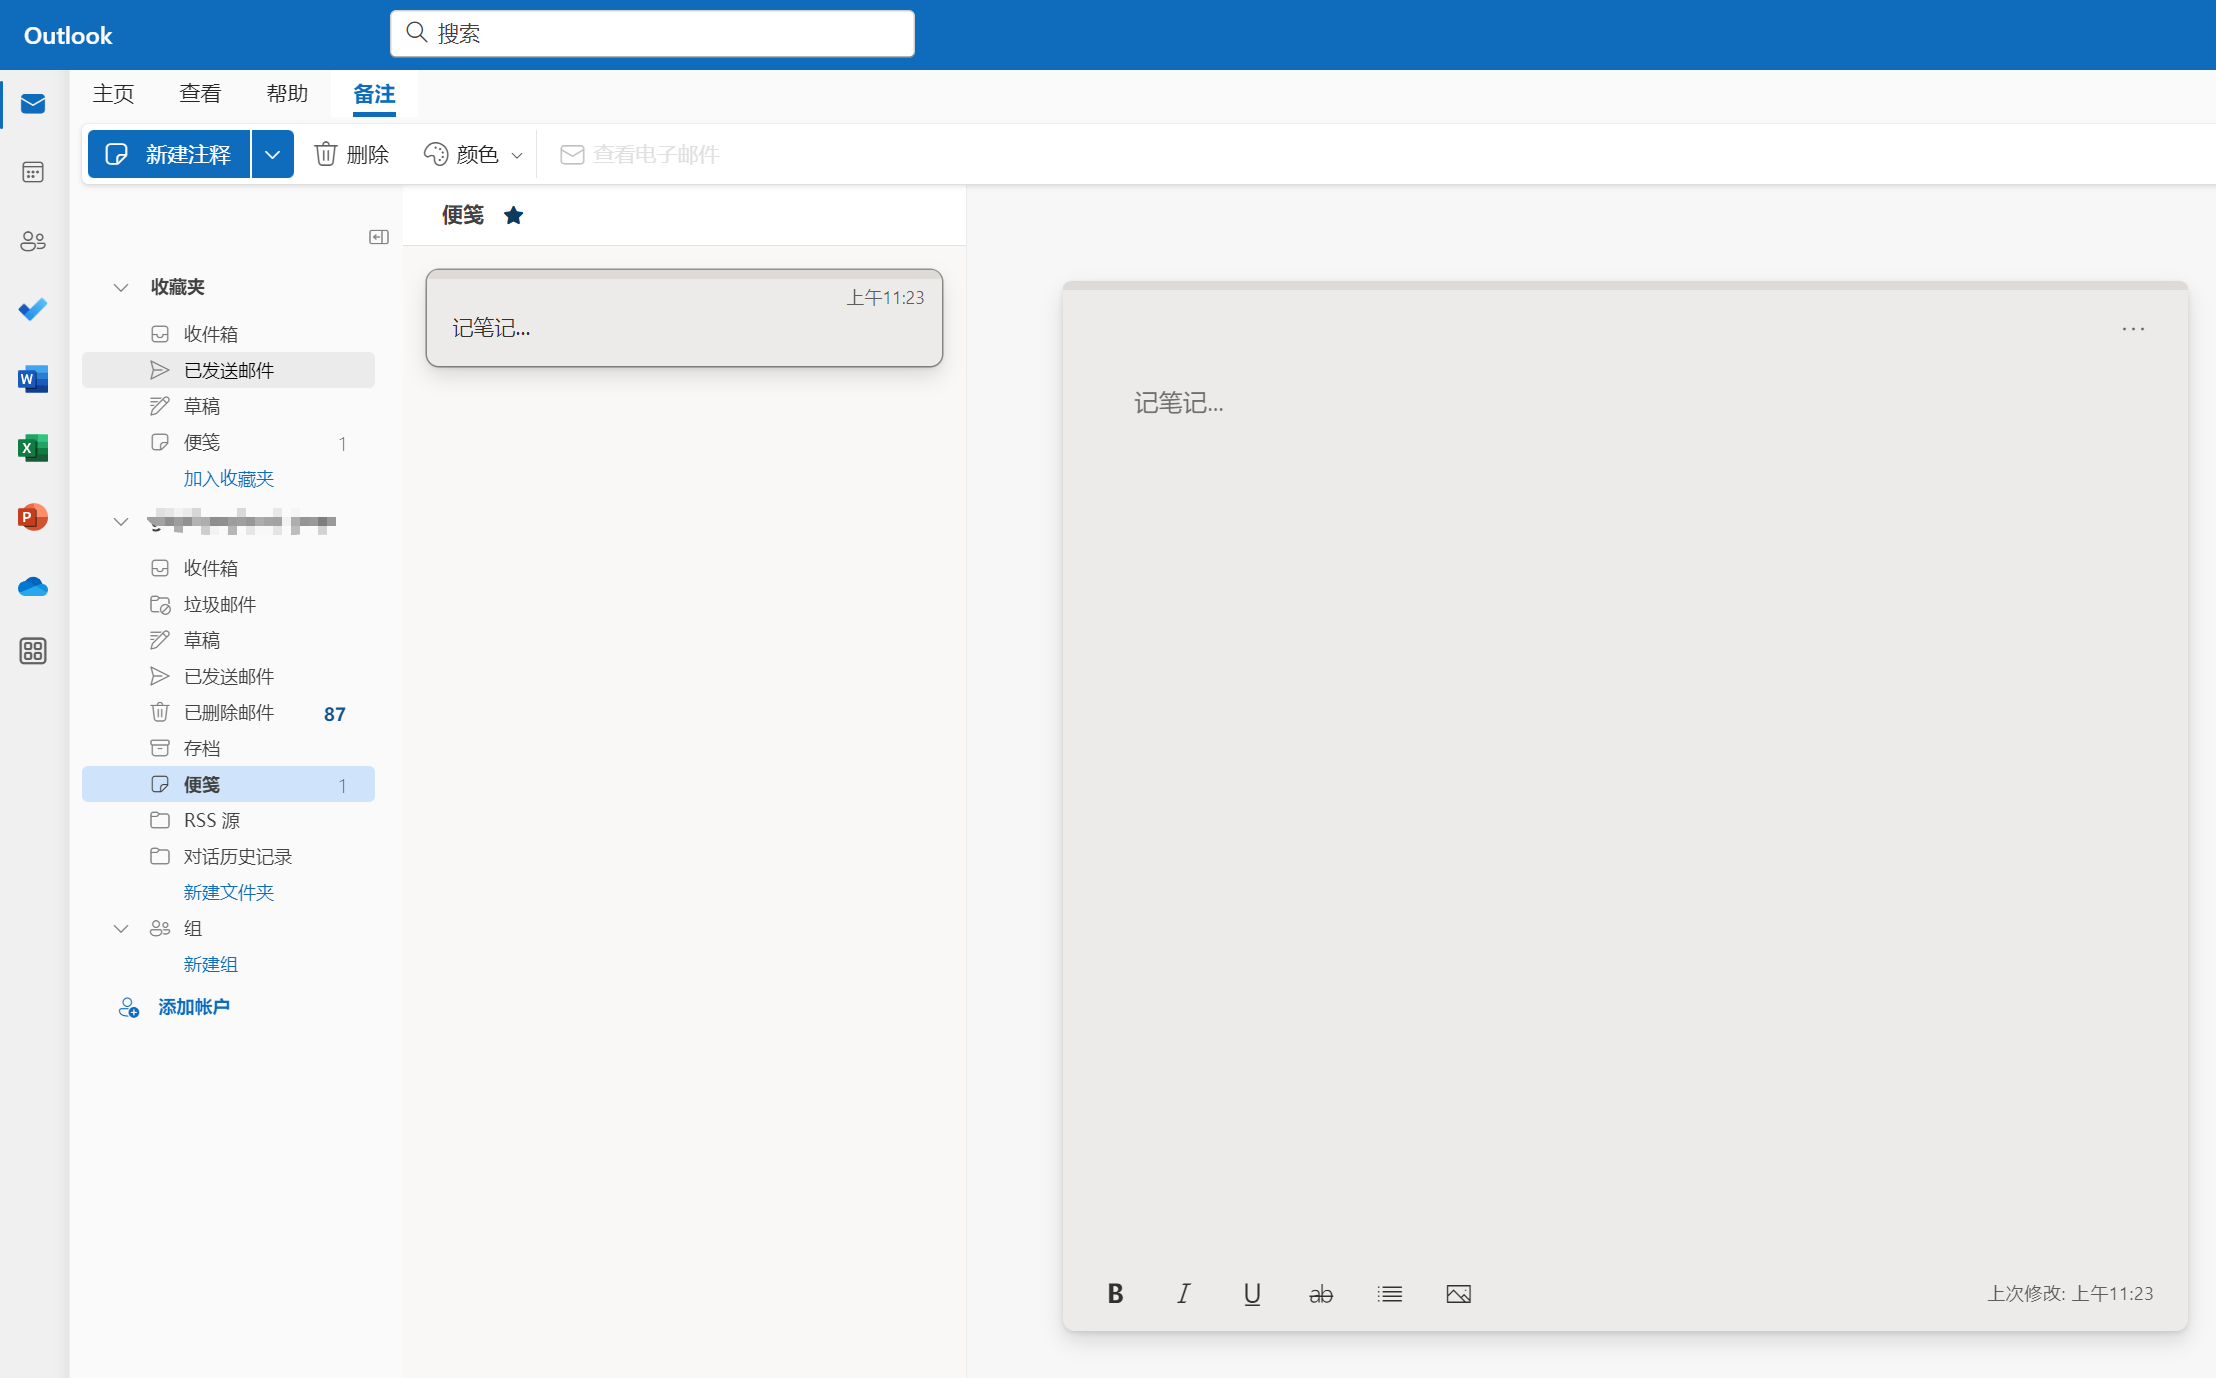 Outlook
搜索
主页 查看 帮助 备注
新建注释 删除 颜色 查看电子邮件
便笺
收藏夹
收件箱
已发送邮件
草稿
便笺 1
加入收藏夹
收件箱
垃圾邮件
草稿
已发送邮件
已删除邮件 87
存档
便笺 1
RSS 源
对话历史记录
新建文件夹
组
新建组
添加帐户
上午11:23
记笔记...
...
记笔记...
B I U ab
上次修改: 上午11:23